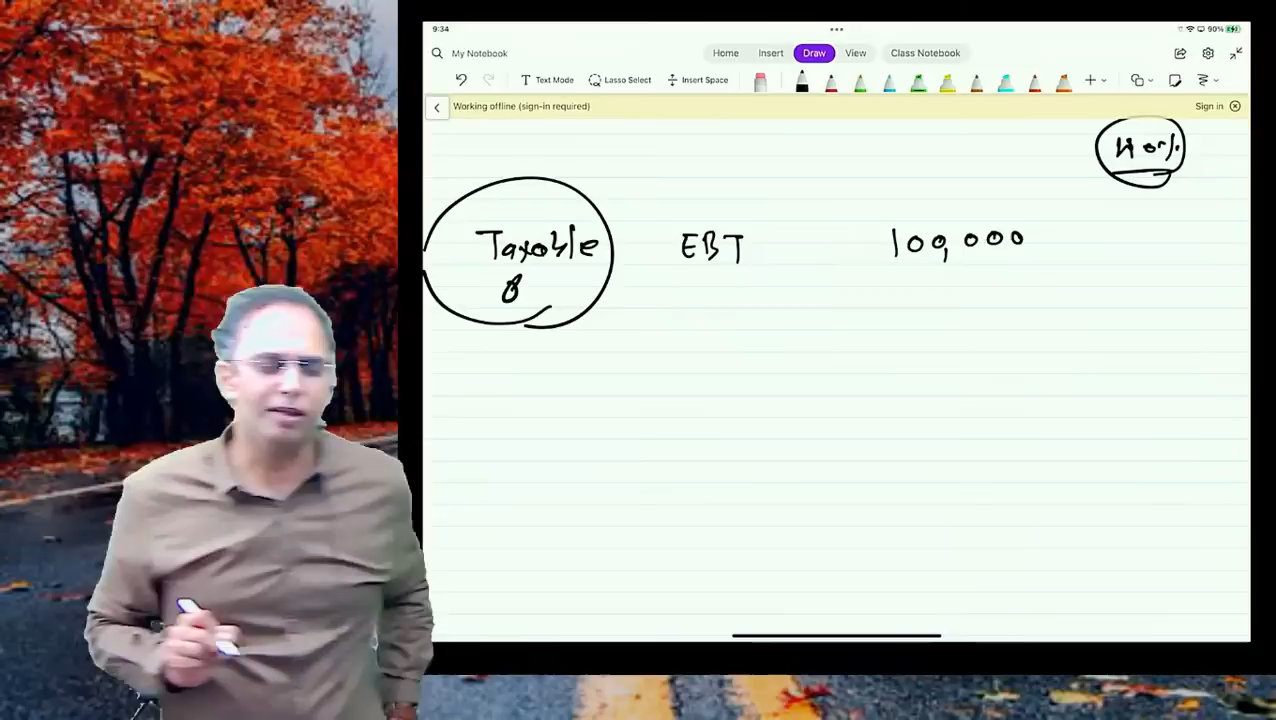 9:34
90%
My Notebook
Home Insert Draw View Class Notebook
Text Mode Lasso Select Insert Space
Working offline (sign-in required) Sign in
Taxable EBT 100,000